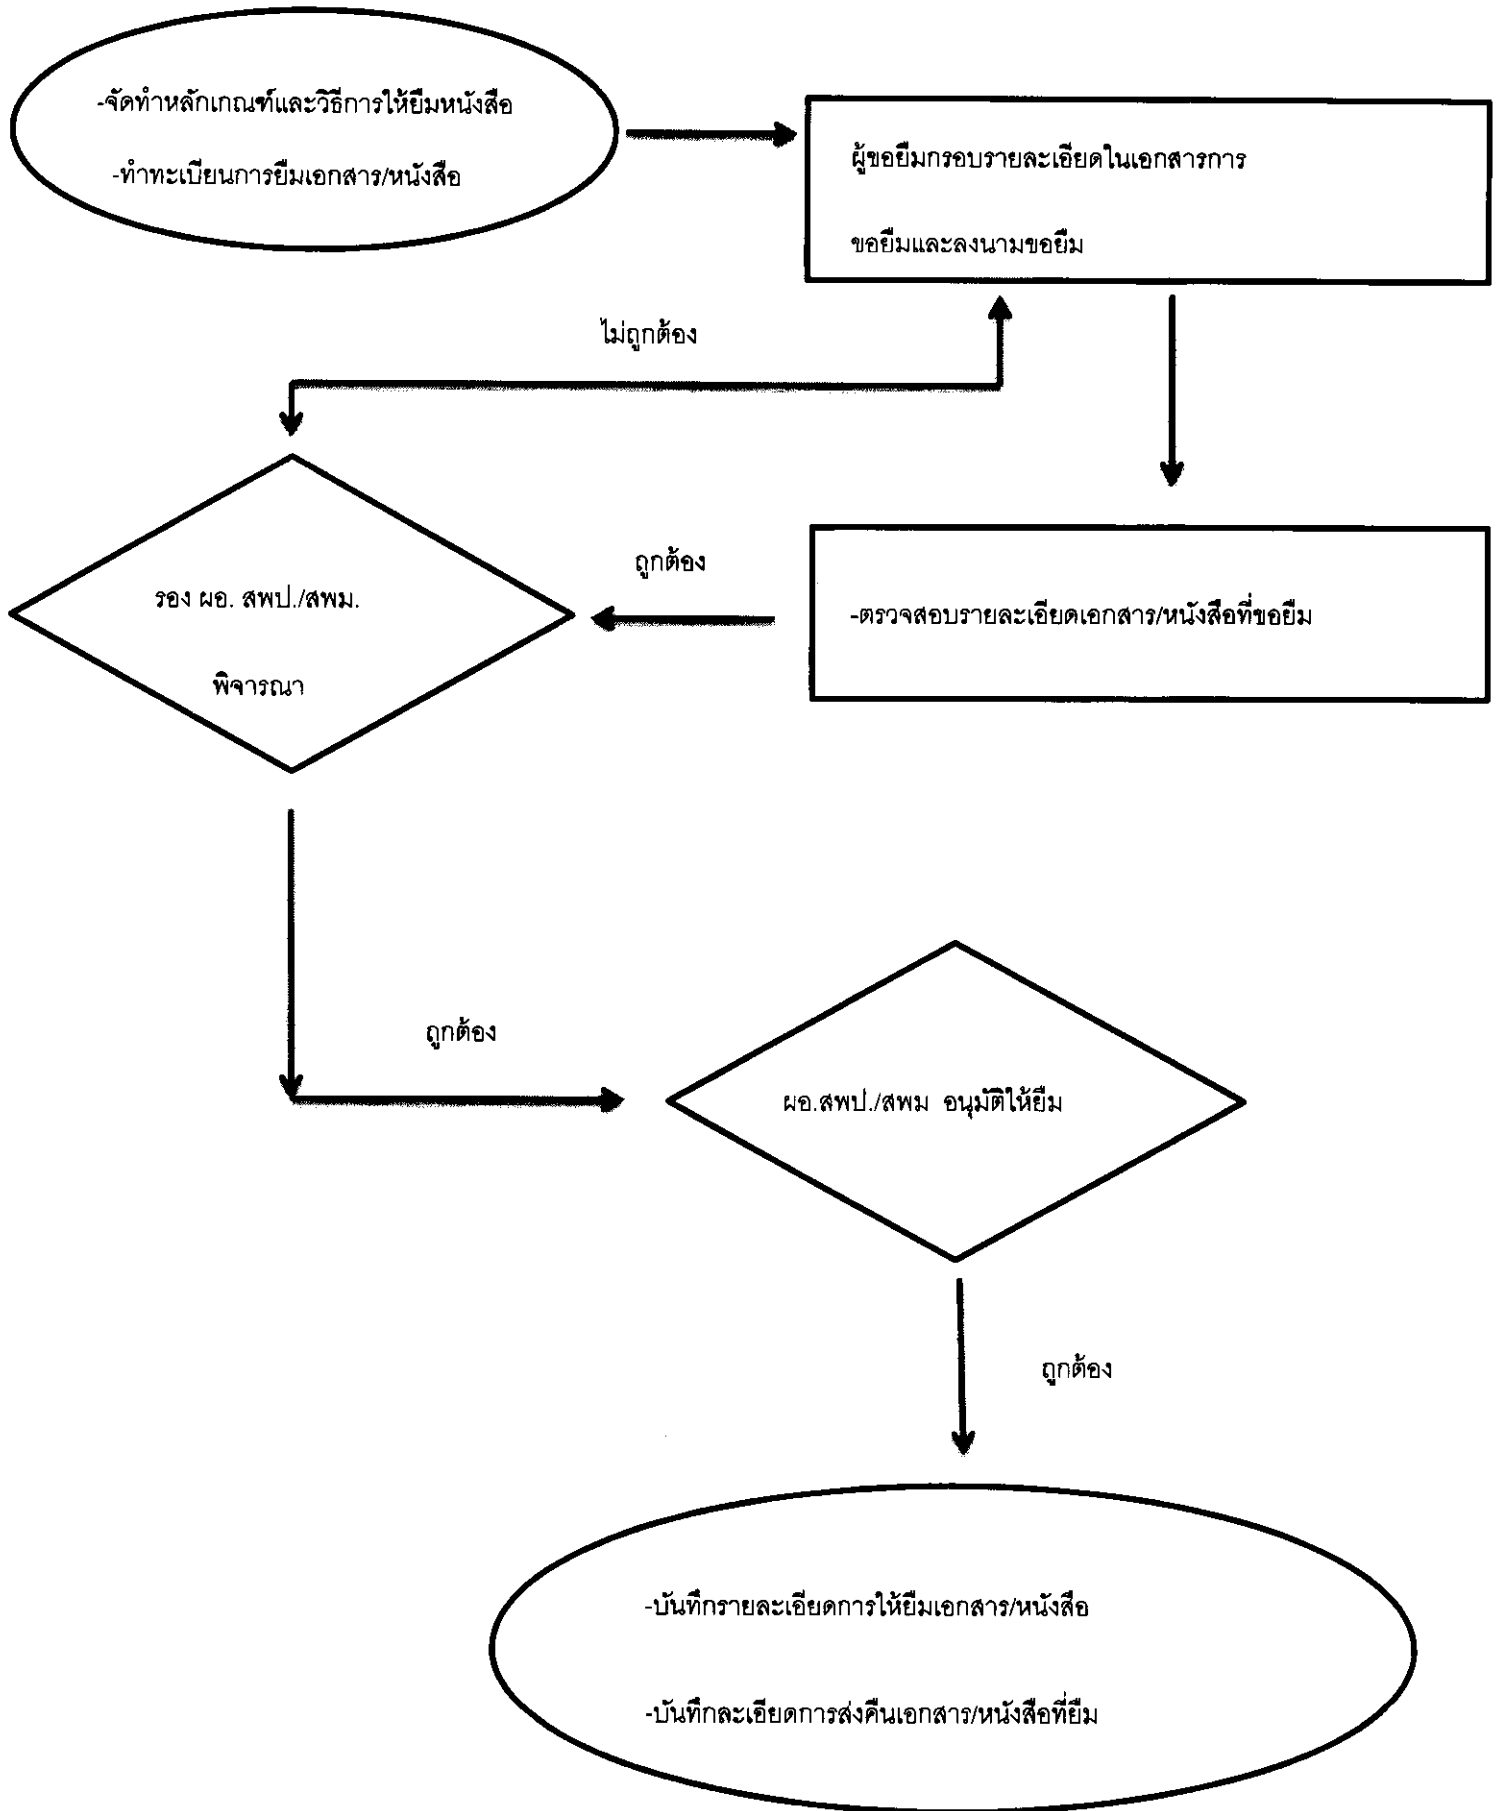 -จัดทำหลักเกณฑ์และวิธีการให้ยืมหนังสือ
-ทำทะเบียนการยืมเอกสาร/หนังสือ
ผู้ขอยืมกรอบรายละเอียดในเอกสารการ
ขอยืมและลงนามขอยืม
ไม่ถูกต้อง
ถูกต้อง
-ตรวจสอบรายละเอียดเอกสาร/หนังสือที่ขอยืม
รอง ผอ. สพป./สพม.
พิจารณา
ถูกต้อง
ผอ.สพป./สพม อนุมัติให้ยืม
ถูกต้อง
-บันทึกรายละเอียดการให้ยืมเอกสาร/หนังสือ
-บันทึกละเอียดการส่งคืนเอกสาร/หนังสือที่ยืม